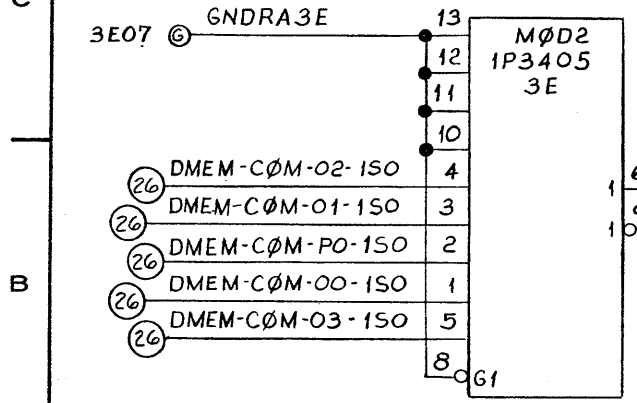 C
GNDRA3E
13
3E07 G
MØD2
12
1P3405
3E
11
10
DMEM-CØM-02-1SO 4
26
1
DMEM-CØM-01-1SO 3
26
1
DMEM-CØM-PO-1SO 2
26
B
DMEM-CØM-00-1SO 1
26
DMEM-CØM-03-1SO 5
26
8
G1